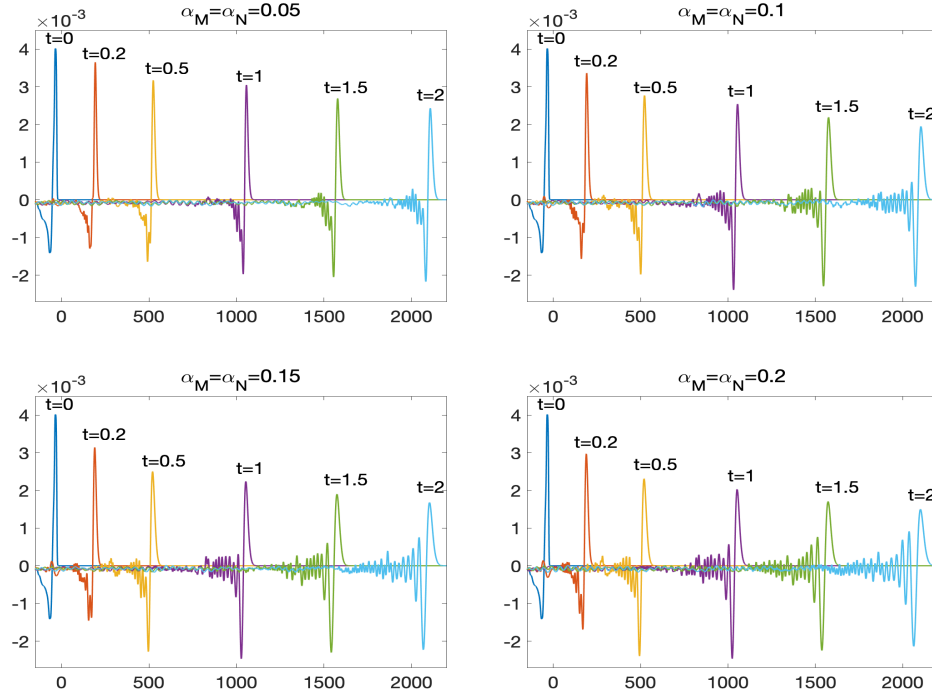 α_M=α_N=0.05
×10⁻³
t=0
t=0.2
t=0.5
t=1
t=1.5
t=2
4
3
2
1
0
-1
-2
0 500 1000 1500 2000
α_M=α_N=0.1
×10⁻³
t=0
t=0.2
t=0.5
t=1
t=1.5
t=2
4
3
2
1
0
-1
-2
0 500 1000 1500 2000
α_M=α_N=0.15
×10⁻³
t=0
t=0.2
t=0.5
t=1
t=1.5
t=2
4
3
2
1
0
-2
0 500 1000 1500 2000
α_M=α_N=0.2
×10⁻³
t=0
t=0.2
t=0.5
t=1
t=1.5
t=2
4
3
2
1
0
-2
0 500 1000 1500 2000